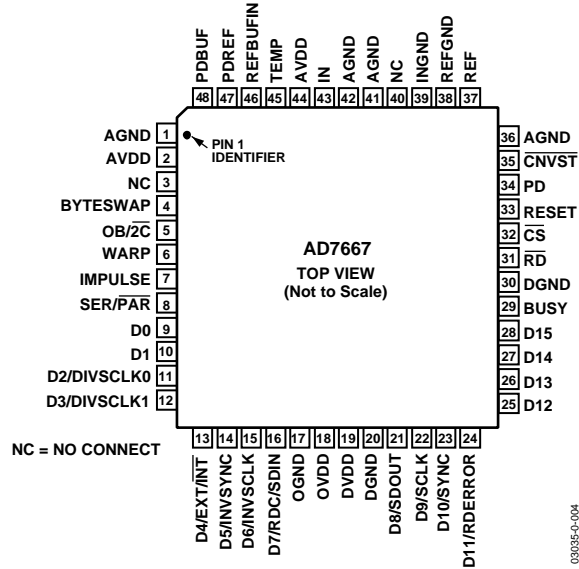 PDBUF
PDREF
REFBUFIN
TEMP
AVDD
IN
AGND
AGND
NC
INGND
REFGND
REF
48 47 46 45 44 43 42 41 40 39 38 37
AGND 1
AVDD 2
NC 3
BYTESWAP 4
OB/2C̅ 5
WARP 6
IMPULSE 7
SER/P̅A̅R̅ 8
D0 9
D1 10
D2/DIVSCLK0 11
D3/DIVSCLK1 12
PIN 1
IDENTIFIER
AD7667
TOP VIEW
(Not to Scale)
36 AGND
35 C̅N̅V̅S̅T̅
34 PD
33 RESET
32 C̅S̅
31 R̅D̅
30 DGND
29 BUSY
28 D15
27 D14
26 D13
25 D12
13 14 15 16 17 18 19 20 21 22 23 24
D4/EXT/I̅N̅T̅
D5/INVSYNC
D6/INVSCLK
D7/RDC/SDIN
OGND
OVDD
DVDD
DGND
D8/SDOUT
D9/SCLK
D10/SYNC
D11/RDERROR
NC = NO CONNECT
03035-0-004